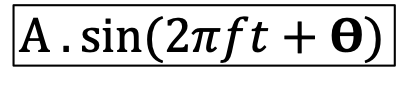 A . sin(2πft + Θ)